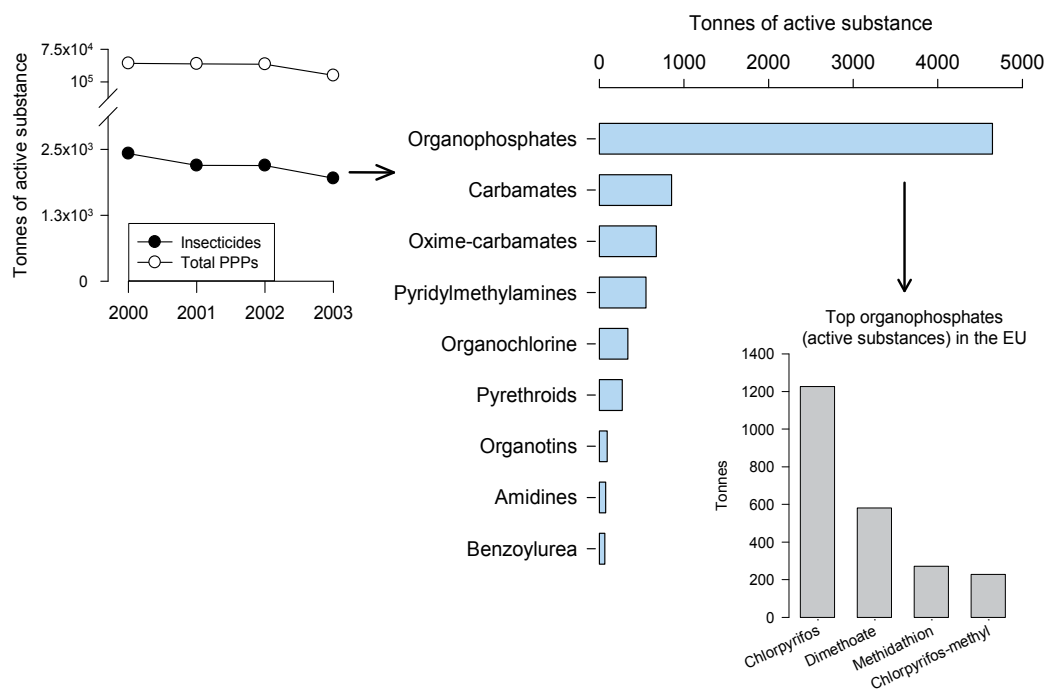 Tonnes of active substance
7.5x10⁴
10⁵
2.5x10³
1.3x10³
0
Insecticides
Total PPPs
2000 2001 2002 2003
Tonnes of active substance
0 1000 2000 3000 4000 5000
Organophosphates
Carbamates
Oxime-carbamates
Pyridylmethylamines
Organochlorine
Pyrethroids
Organotins
Amidines
Benzoylurea
Top organophosphates
(active substances) in the EU
Tonnes
1400
1200
1000
800
600
400
200
0
Chlorpyrifos
Dimethoate
Methidathion
Chlorpyrifos-methyl